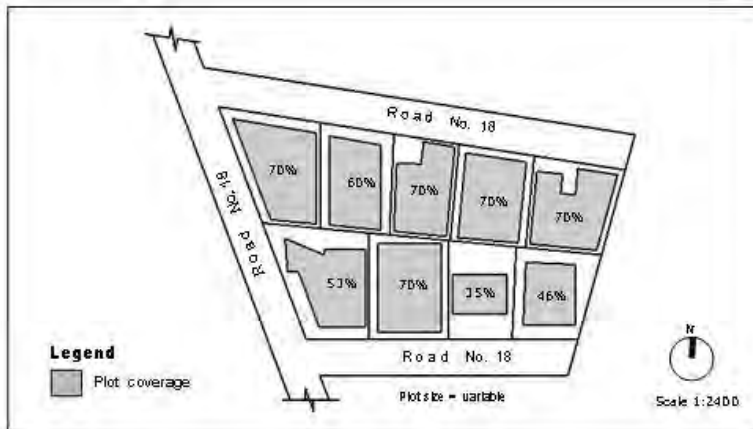 Road No. 18
70%
60%
70%
70%
70%
Road No. 18
53%
70%
35%
46%
Road No. 18
Legend
Plot coverage
Plot size = variable
N
Scale 1:2400